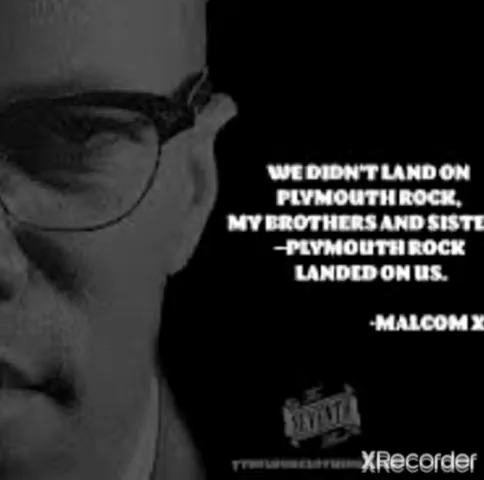 WE DIDN'T LAND ON
PLYMOUTH ROCK,
MY BROTHERS AND SISTE
–PLYMOUTH ROCK
LANDED ON US.
-MALCOM X
XRecorder